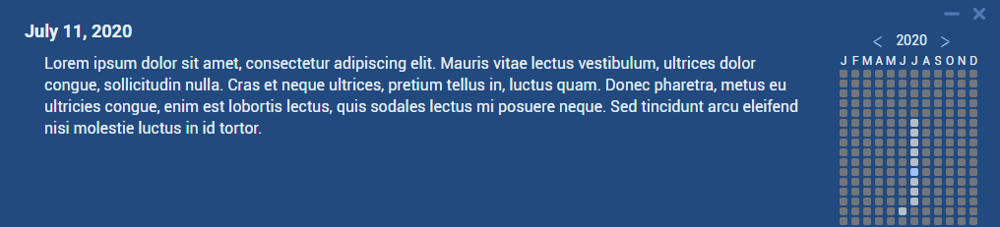 July 11, 2020
Lorem ipsum dolor sit amet, consectetur adipiscing elit. Mauris vitae lectus vestibulum, ultrices dolor
congue, sollicitudin nulla. Cras et neque ultrices, pretium tellus in, luctus quam. Donec pharetra, metus eu
ultricies congue, enim est lobortis lectus, quis sodales lectus mi posuere neque. Sed tincidunt arcu eleifend
nisi molestie luctus in id tortor.
< 2020 >
J F M A M J J A S O N D